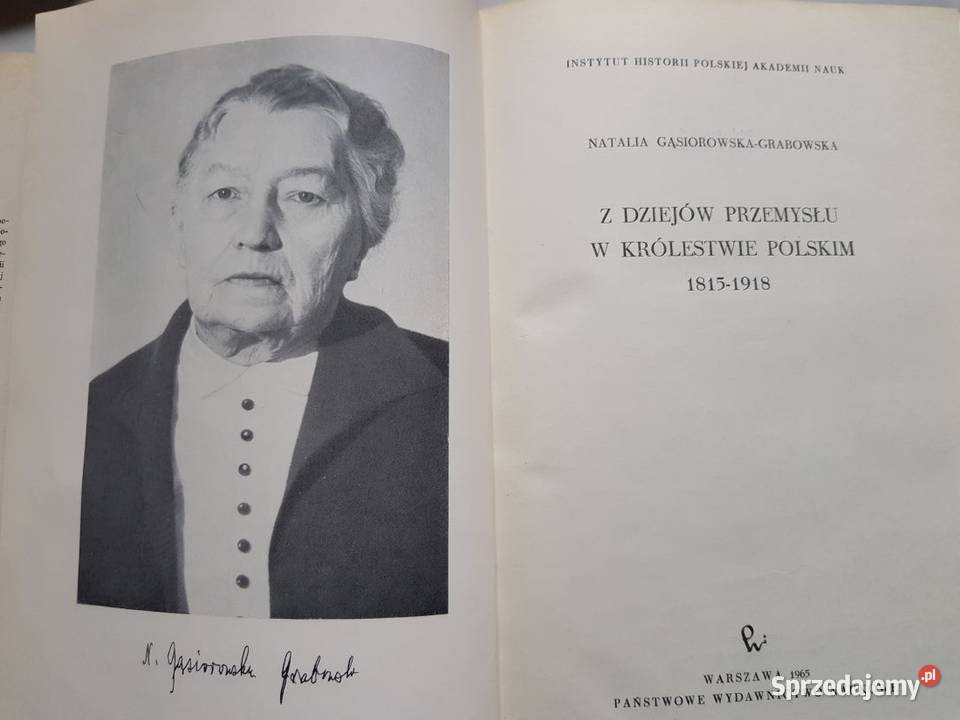 N. Gąsiorowska Grabowska
INSTYTUT HISTORII POLSKIEJ AKADEMII NAUK
NATALIA GĄSIOROWSKA-GRABOWSKA
Z DZIEJÓW PRZEMYSŁU
W KRÓLESTWIE POLSKIM
1815-1918
WARSZAWA 1965
PAŃSTWOWE WYDAWNICTWO
Sprzedajemy.pl